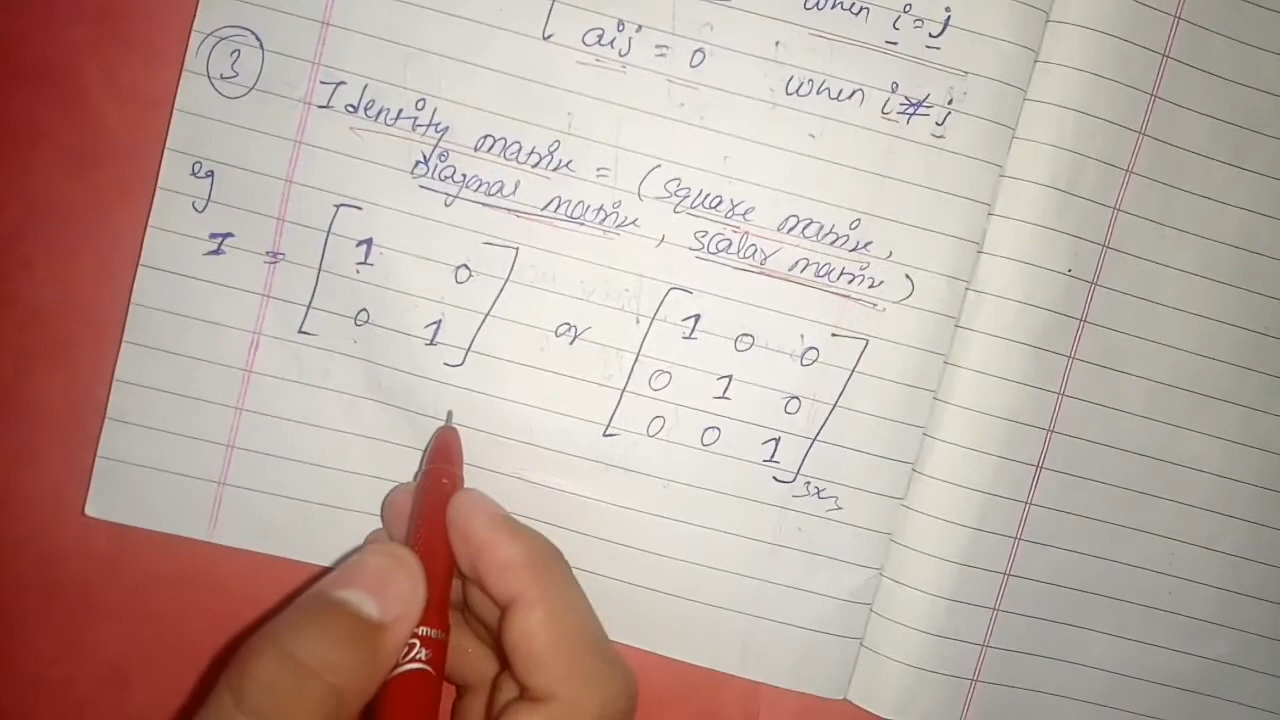 when i=j
aij = 0 when i≠j
3
Identity matrix = (square matrix,
Diagonal matrix, scalar matrix)
eg
I = [ 1 0 or [ 1 0 0
0 1 ] 0 1 0
0 0 1 ] 3x3